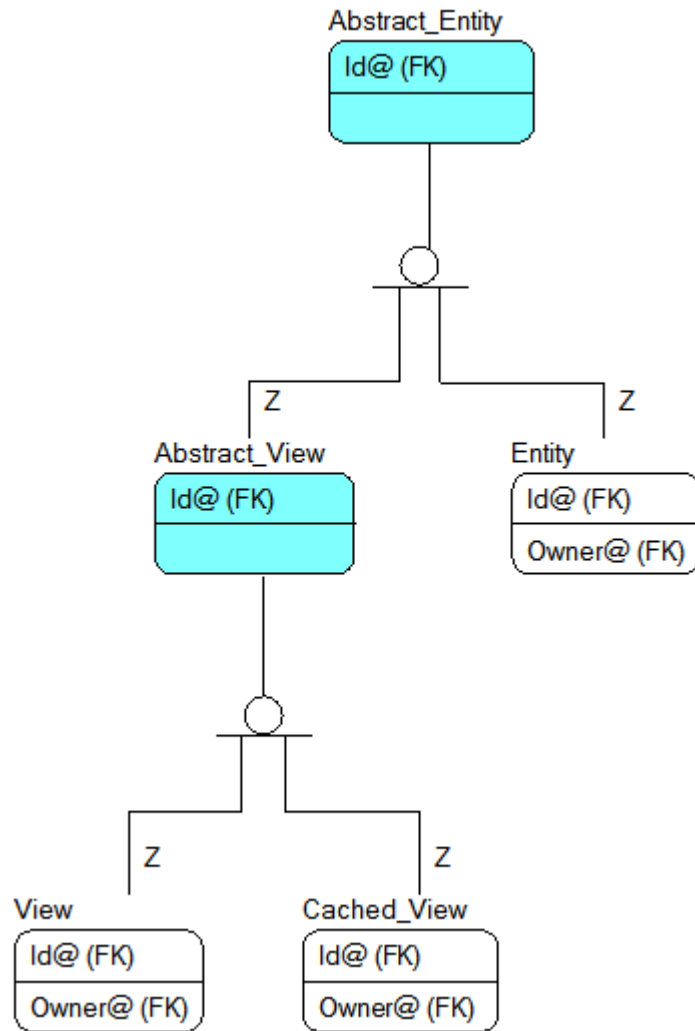 Abstract_Entity
Id@ (FK)
Z
Z
Abstract_View
Entity
Id@ (FK)
Id@ (FK)
Owner@ (FK)
Z
Z
View
Cached_View
Id@ (FK)
Id@ (FK)
Owner@ (FK)
Owner@ (FK)